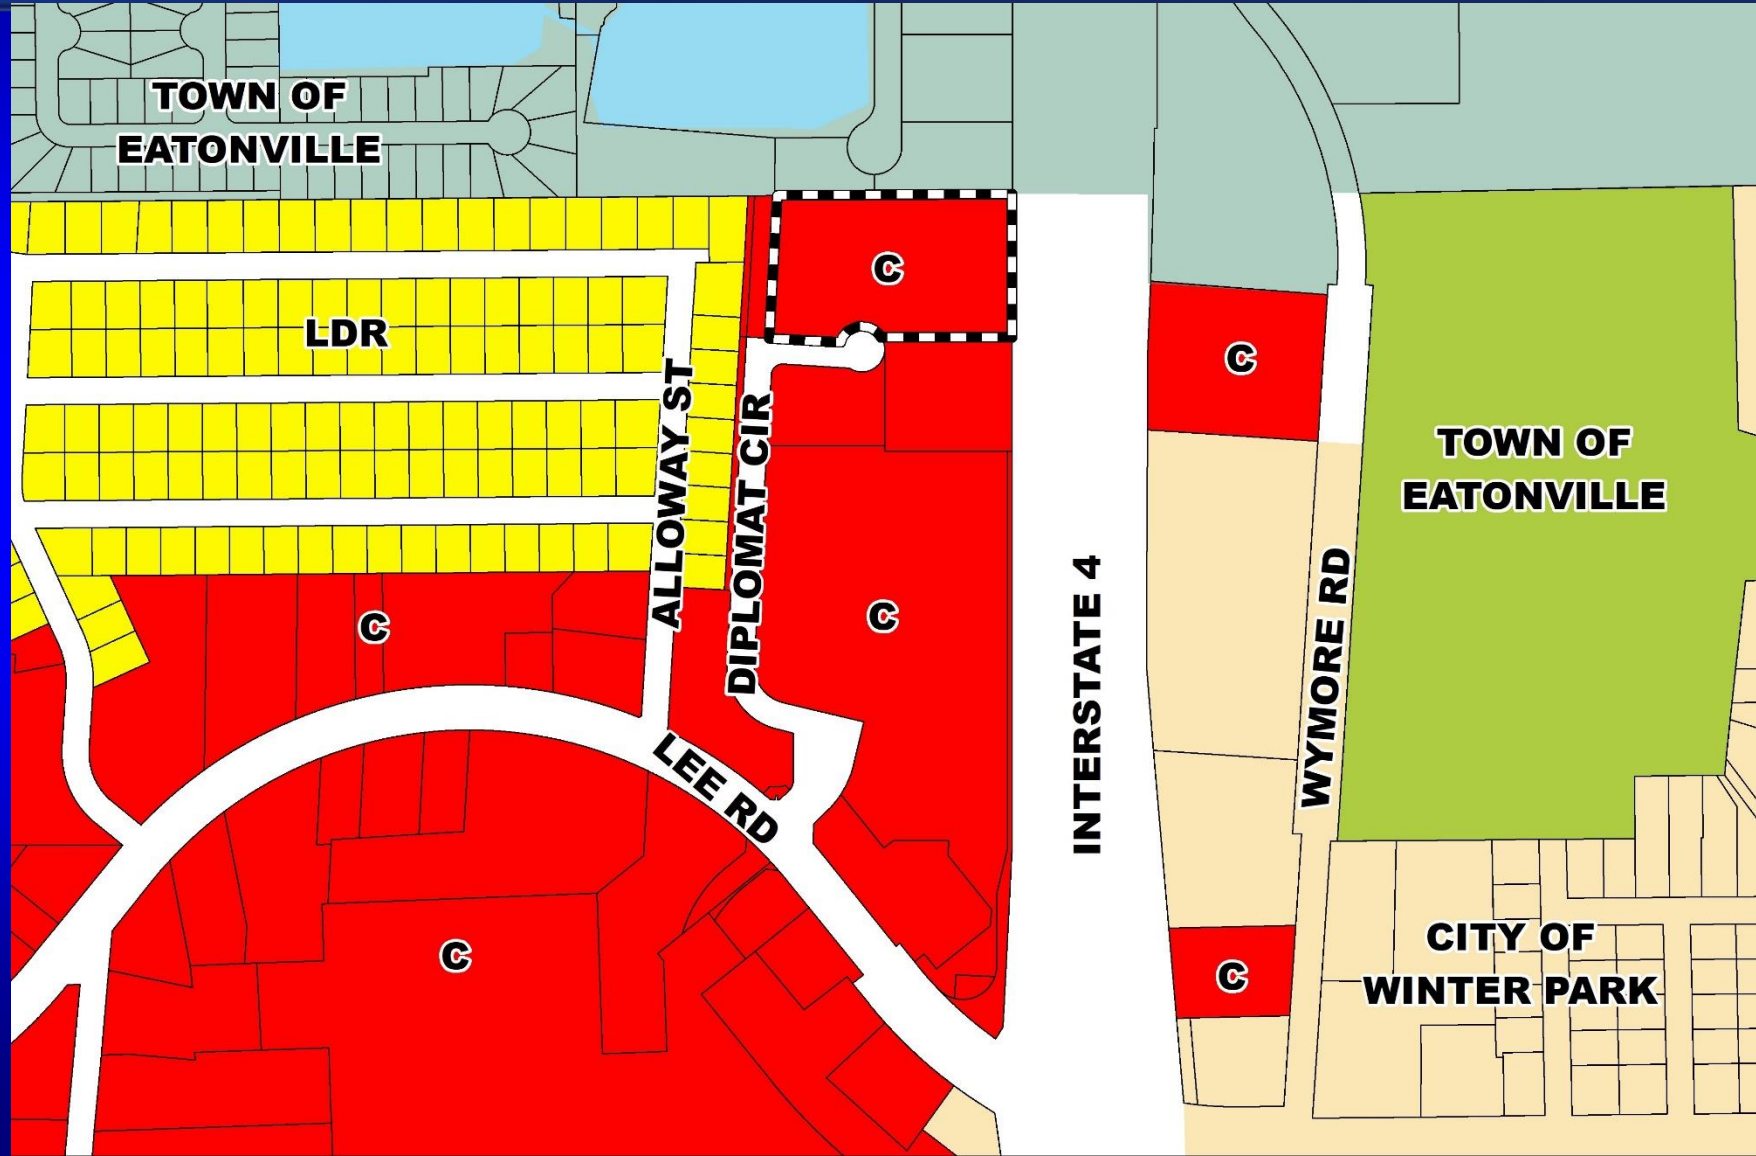 TOWN OF
EATONVILLE
C
LDR
C
TOWN OF
EATONVILLE
ALLOWAY ST
DIPLOMAT CIR
C
C
INTERSTATE 4
WYMORE RD
LEE RD
C
C
CITY OF
WINTER PARK